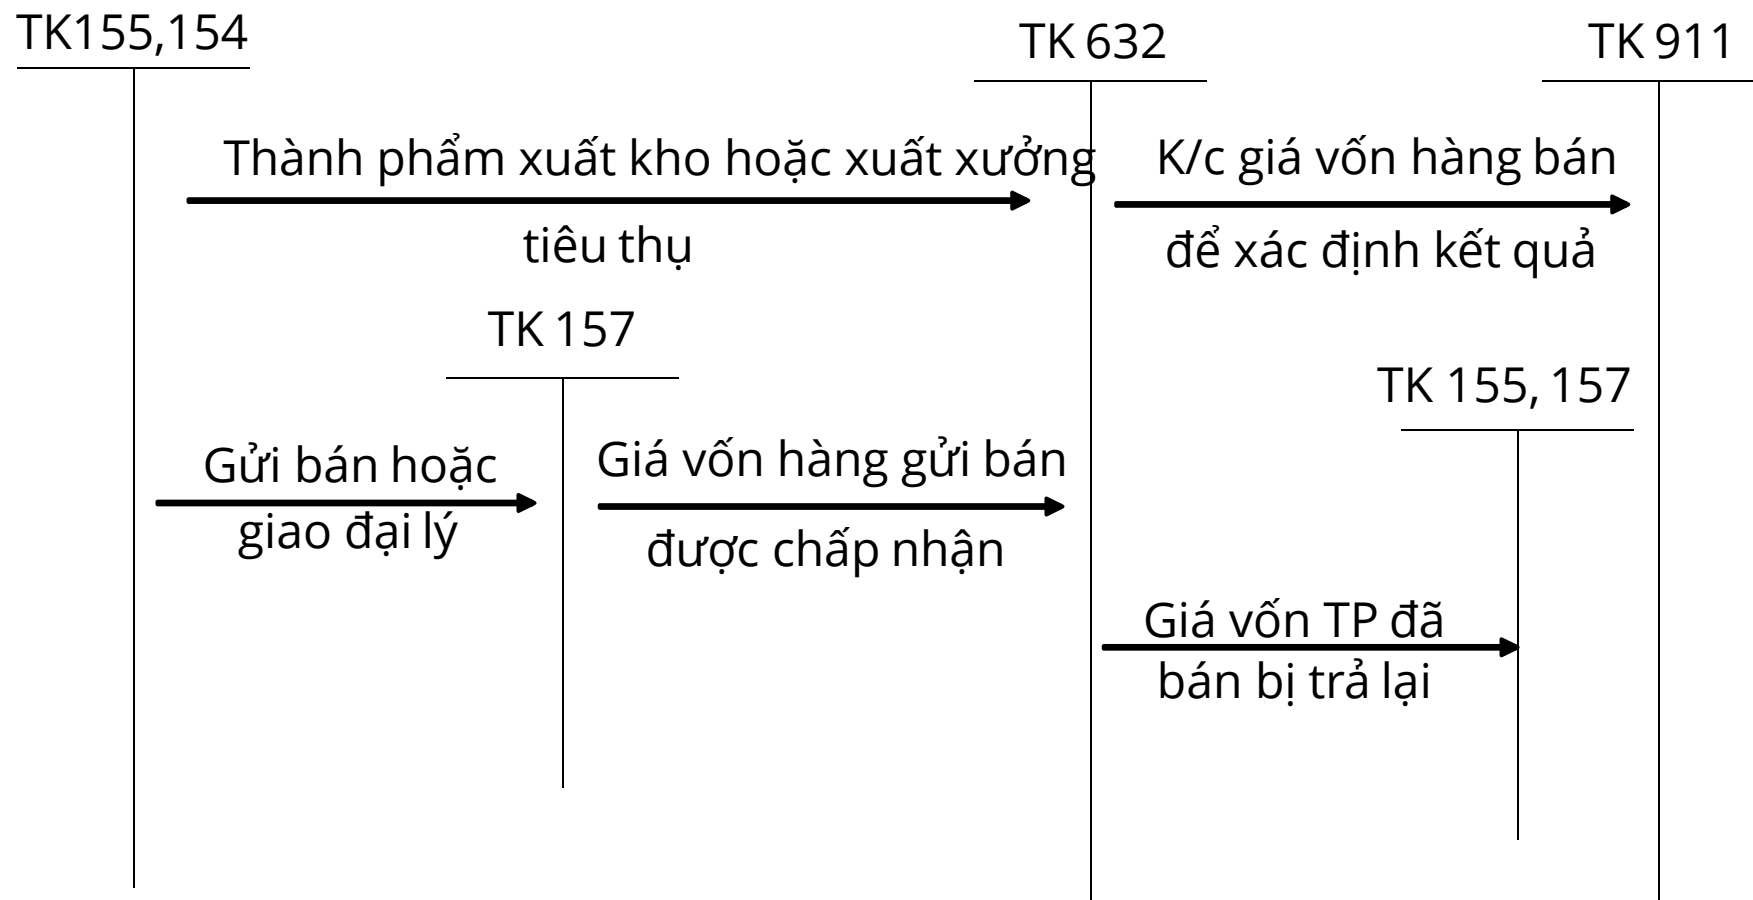 TK155,154
TK 632
TK 911
Thành phẩm xuất kho hoặc xuất xưởng
tiêu thụ
K/c giá vốn hàng bán
để xác định kết quả
TK 157
TK 155, 157
Gửi bán hoặc
giao đại lý
Giá vốn hàng gửi bán
được chấp nhận
Giá vốn TP đã
bán bị trả lại